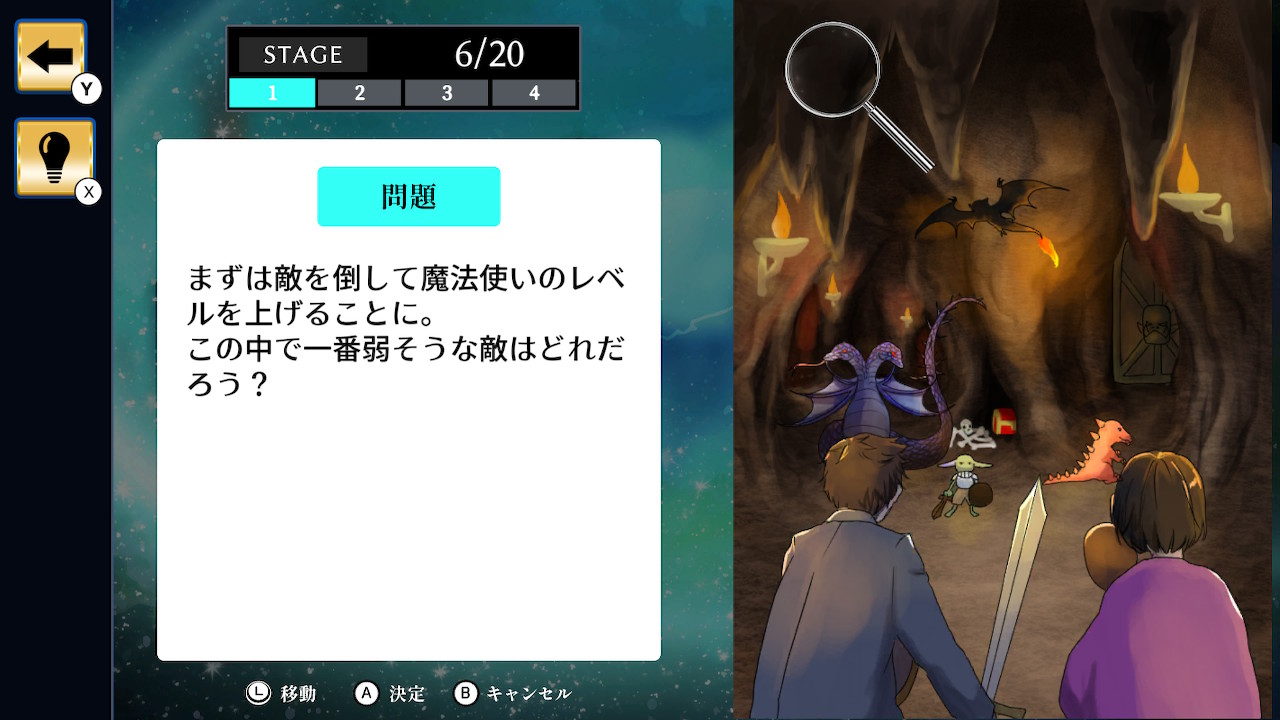 Y
X
STAGE 6/20
1 2 3 4
問題
まずは敵を倒して魔法使いのレベ
ルを上げることに。
この中で一番弱そうな敵はどれだ
ろう？
L 移動 A 決定 B キャンセル